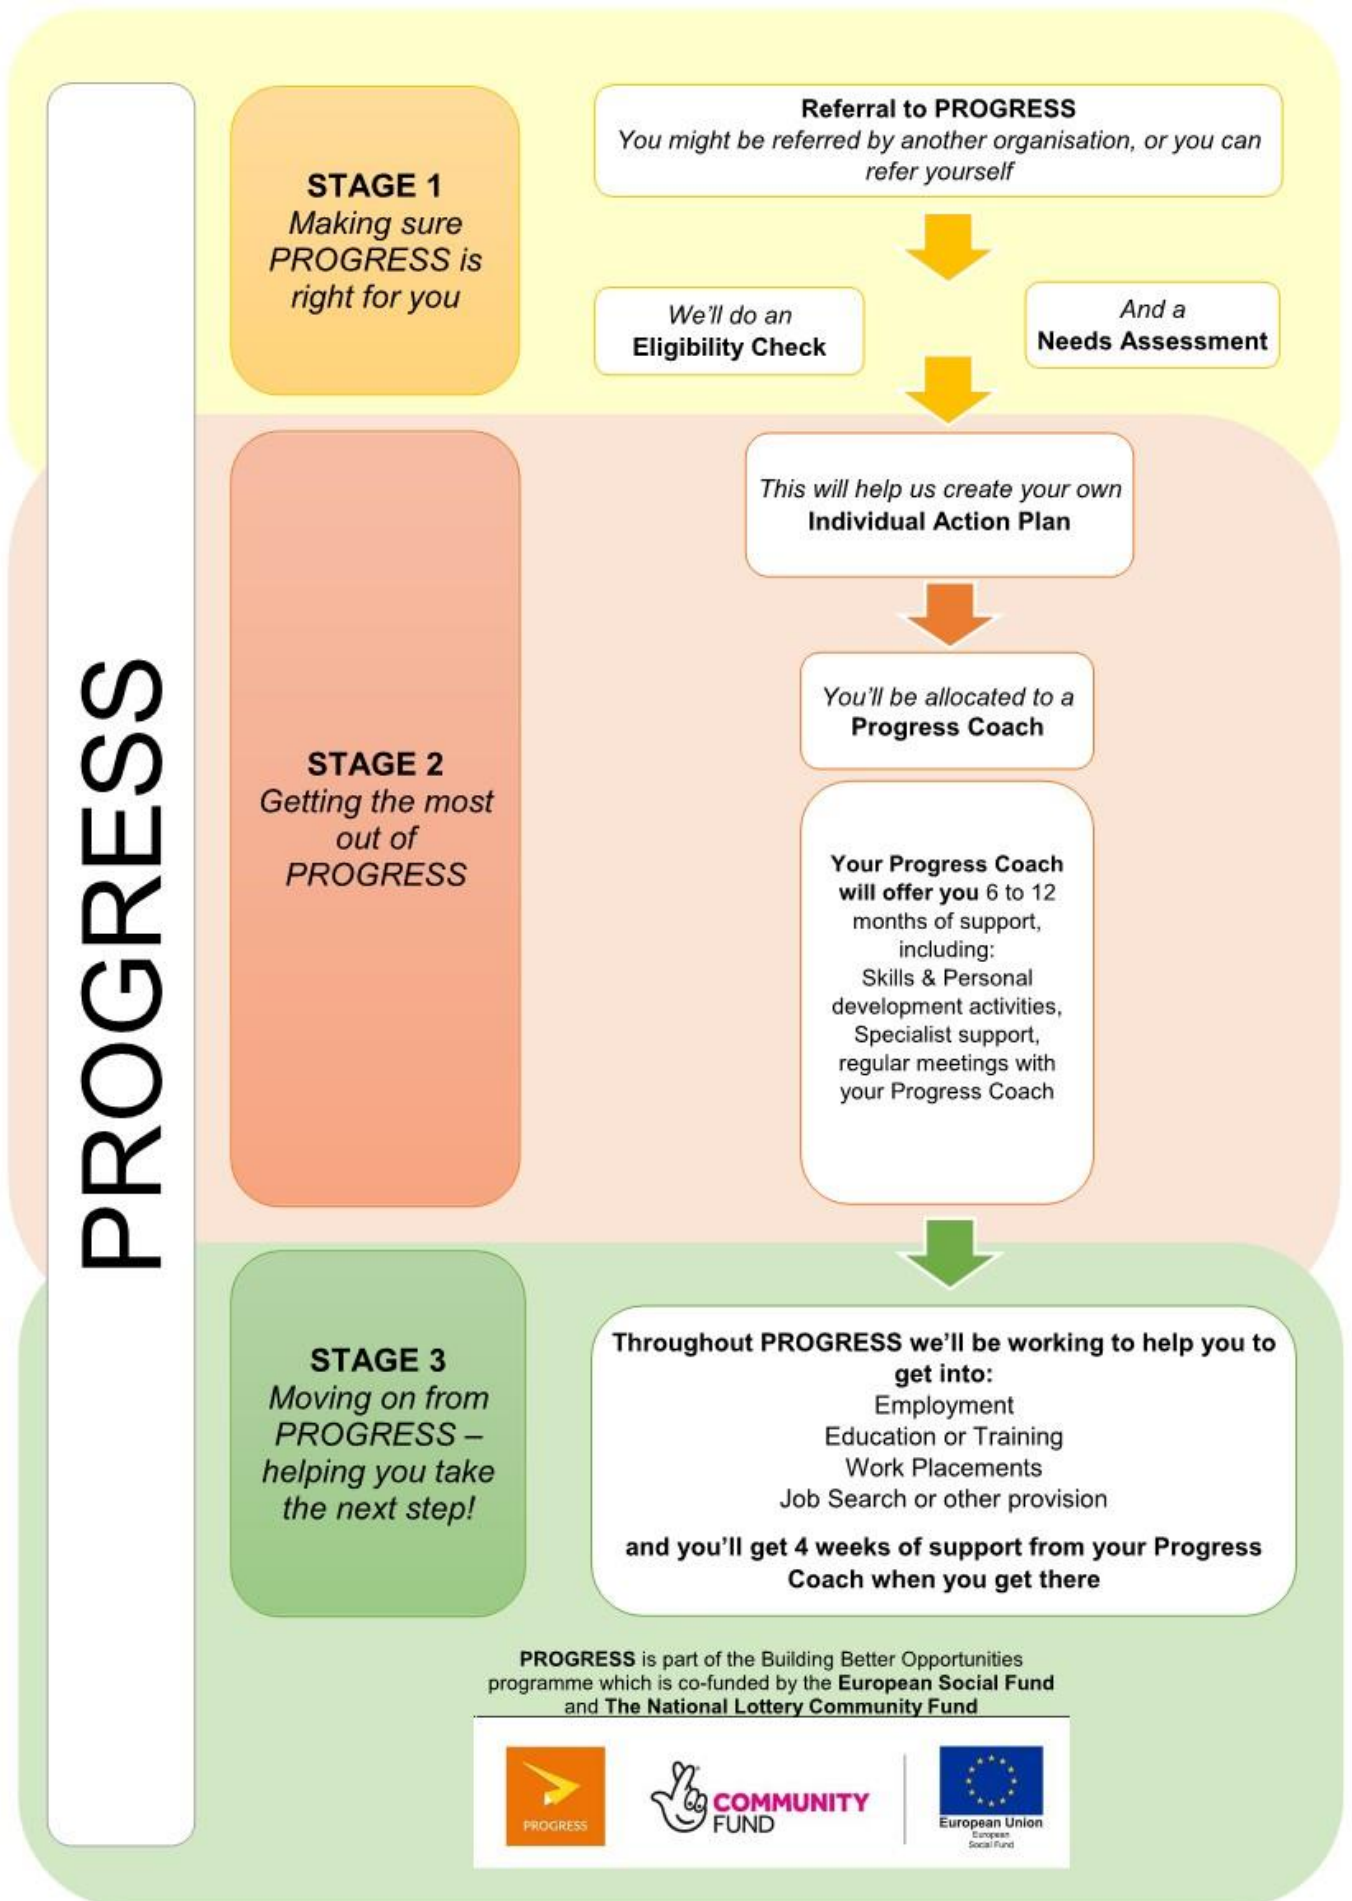 PROGRESS
STAGE 1
Making sure
PROGRESS is
right for you
Referral to PROGRESS
You might be referred by another organisation, or you can
refer yourself
We'll do an
Eligibility Check
And a
Needs Assessment
STAGE 2
Getting the most
out of
PROGRESS
This will help us create your own
Individual Action Plan
You'll be allocated to a
Progress Coach
Your Progress Coach
will offer you 6 to 12
months of support,
including:
Skills & Personal
development activities,
Specialist support,
regular meetings with
your Progress Coach
STAGE 3
Moving on from
PROGRESS –
helping you take
the next step!
Throughout PROGRESS we'll be working to help you to
get into:
Employment
Education or Training
Work Placements
Job Search or other provision
and you'll get 4 weeks of support from your Progress
Coach when you get there
PROGRESS is part of the Building Better Opportunities
programme which is co-funded by the European Social Fund
and The National Lottery Community Fund
PROGRESS
COMMUNITY
FUND
European Union
European
Social Fund